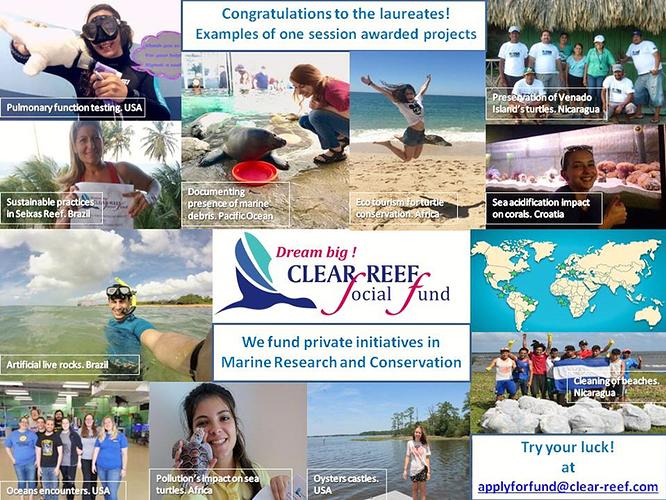 Congratulations to the laureates!
Examples of one session awarded projects
Pulmonary function testing. USA
Preservation of Venado
Island's turtles. Nicaragua
Sustainable practices
in Seixas Reef. Brazil
Documenting
presence of marine
debris. Pacific Ocean
Eco tourism for turtle
conservation. Africa
Sea acidification impact
on corals. Croatia
Dream big !
CLEAR REEF
Social Fund
Artificial live rocks. Brazil
We fund private initiatives in
Marine Research and Conservation
Cleaning of beaches.
Nicaragua
Oceans encounters. USA
Pollution's impact on sea
turtles. Africa
Oysters castles.
USA
Try your luck!
at
applyforfund@clear-reef.com